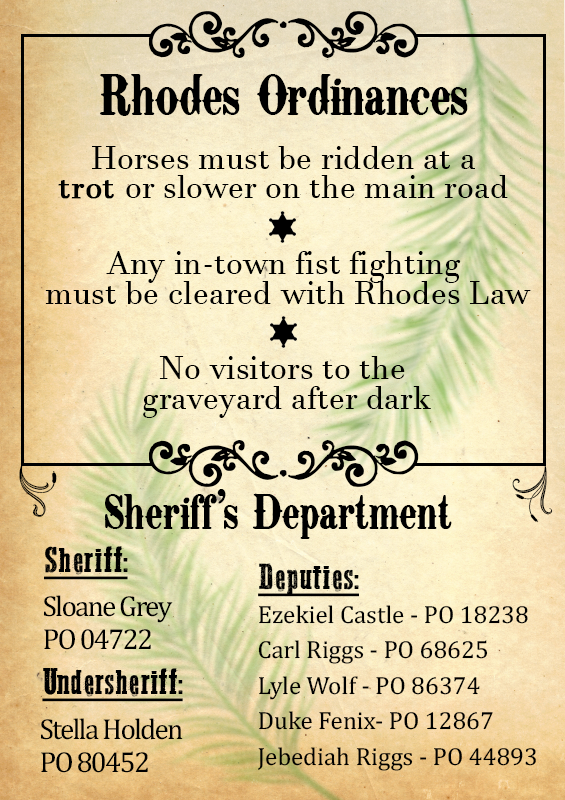 Rhodes Ordinances
Horses must be ridden at a
trot or slower on the main road
Any in-town fist fighting
must be cleared with Rhodes Law
No visitors to the
graveyard after dark
Sheriff's Department
Sheriff:
Sloane Grey
PO 04722
Undersheriff:
Stella Holden
PO 80452
Deputies:
Ezekiel Castle - PO 18238
Carl Riggs - PO 68625
Lyle Wolf - PO 86374
Duke Fenix- PO 12867
Jebediah Riggs - PO 44893